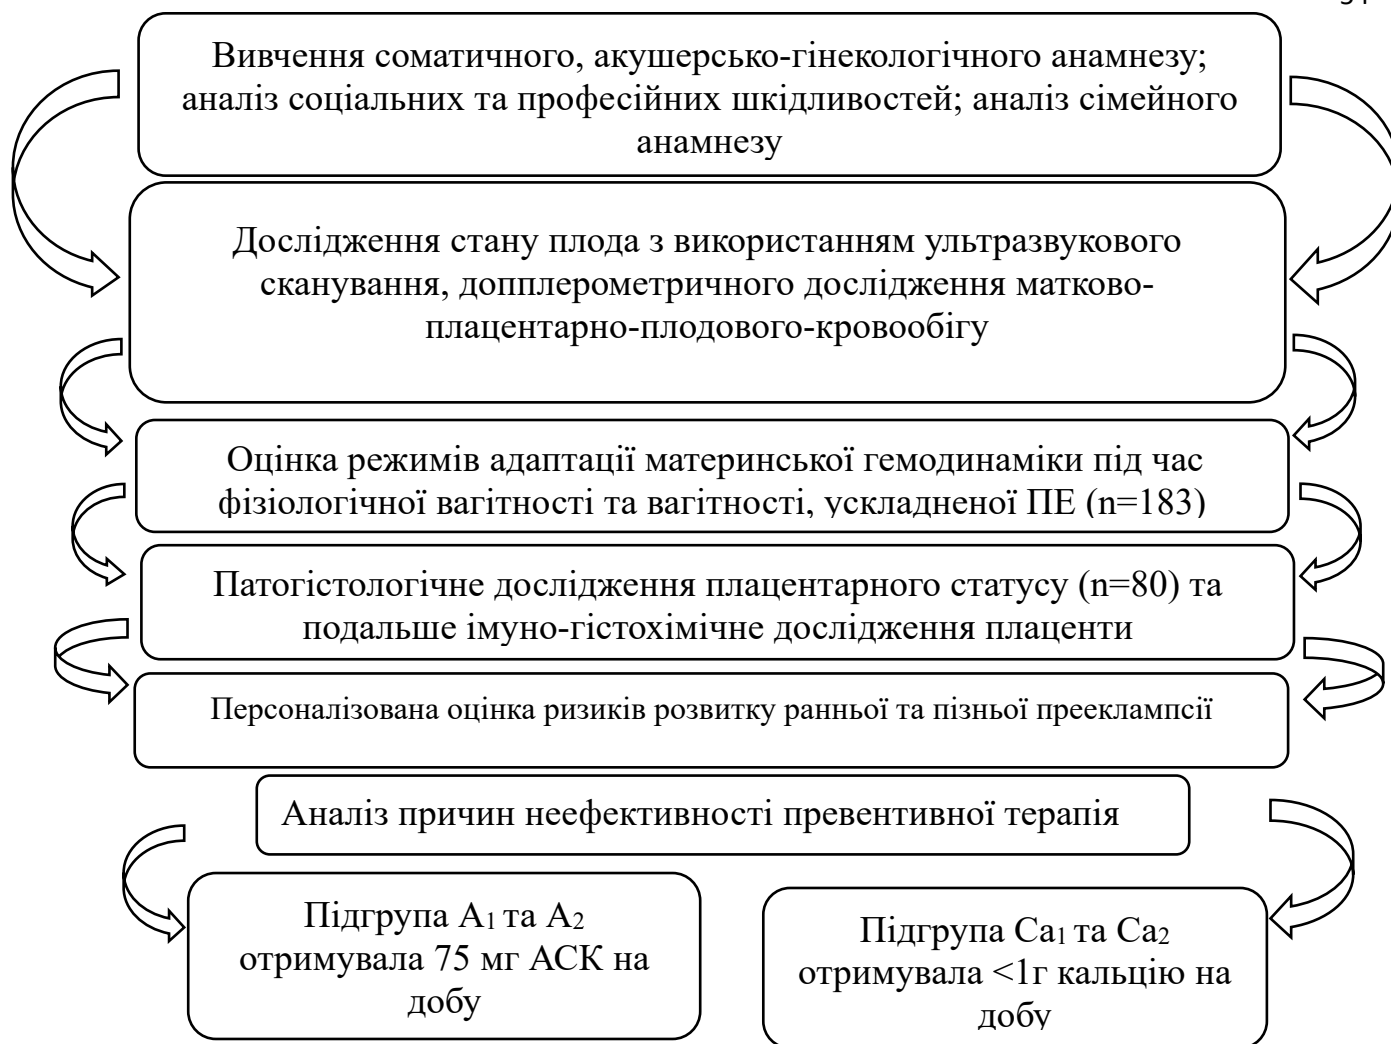 Вивчення соматичного, акушерсько-гінекологічного анамнезу;
аналіз соціальних та професійних шкідливостей; аналіз сімейного
анамнезу
Дослідження стану плода з використанням ультразвукового
сканування, допплерометричного дослідження матково-
плацентарно-плодового-кровообігу
Оцінка режимів адаптації материнської гемодинаміки під час
фізіологічної вагітності та вагітності, ускладненої ПЕ (n=183)
Патогістологічне дослідження плацентарного статусу (n=80) та
подальше імуно-гістохімічне дослідження плаценти
Персоналізована оцінка ризиків розвитку ранньої та пізньої прееклампсії
Аналіз причин неефективності превентивної терапія
Підгрупа А1 та А2
отримувала 75 мг АСК на
добу
Підгрупа Са1 та Са2
отримувала <1г кальцію на
добу